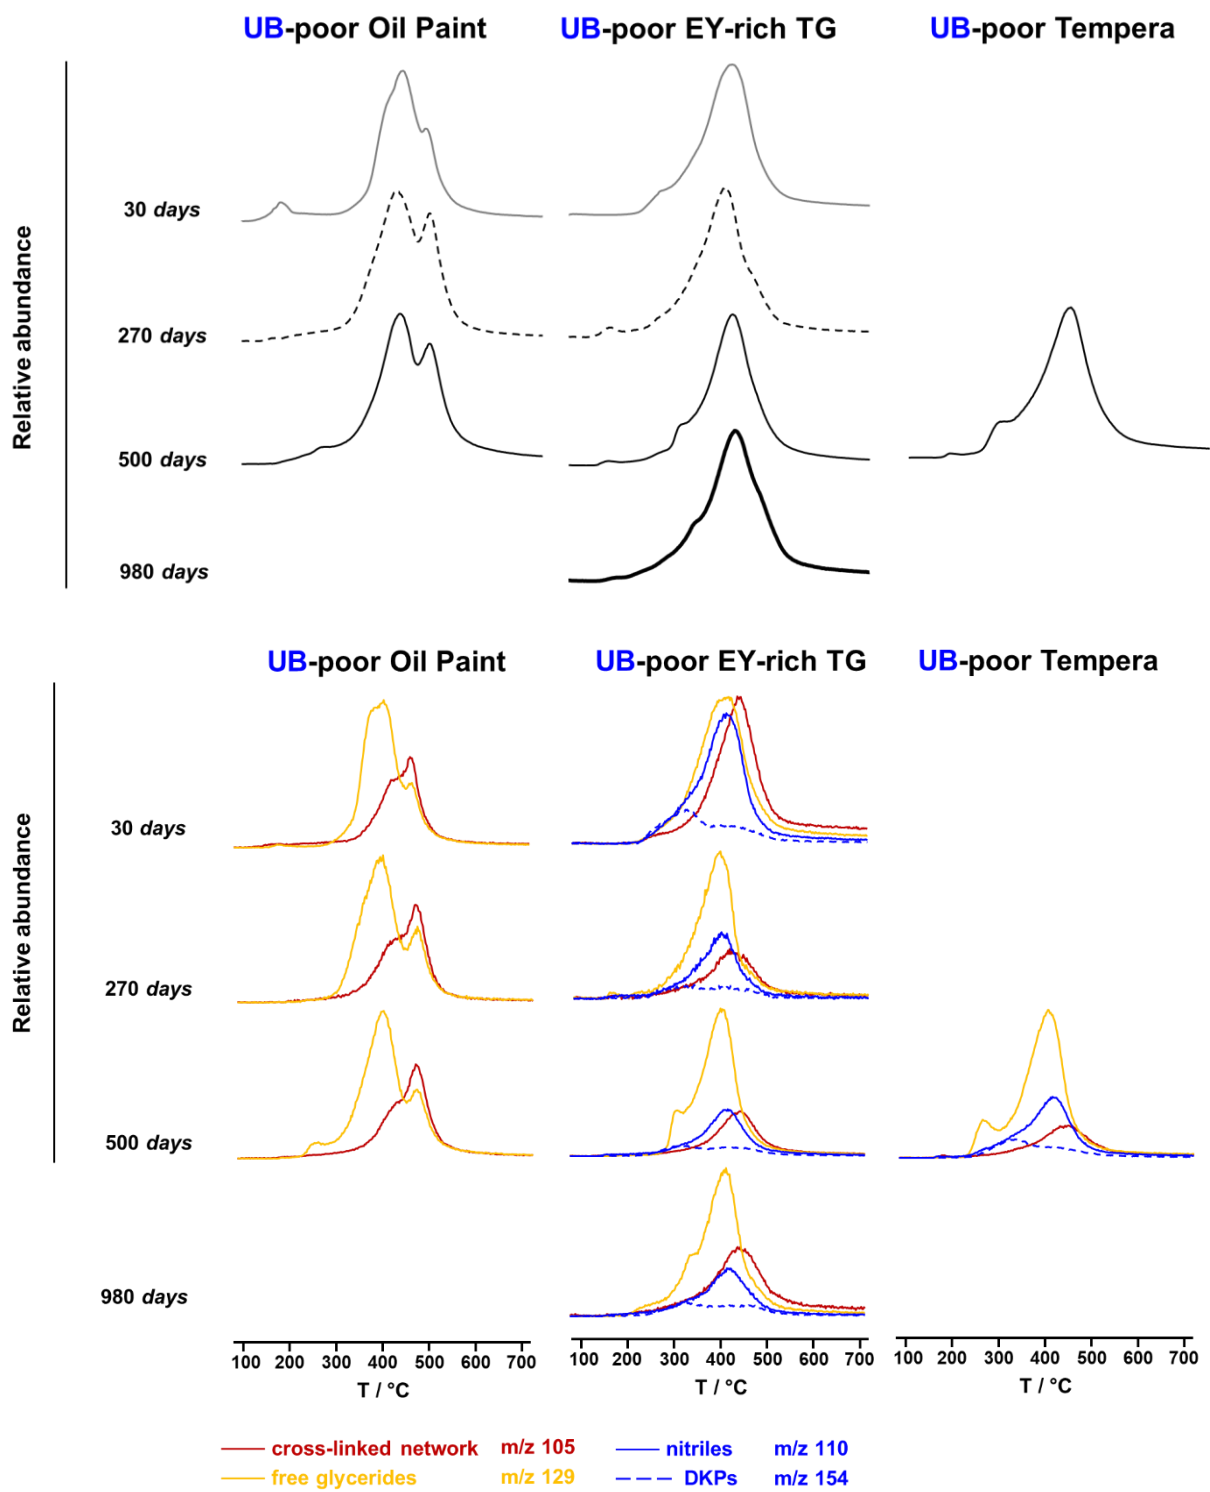 UB-poor Oil Paint UB-poor EY-rich TG UB-poor Tempera
Relative abundance
30 days
270 days
500 days
980 days
UB-poor Oil Paint UB-poor EY-rich TG UB-poor Tempera
Relative abundance
30 days
270 days
500 days
980 days
100 200 300 400 500 600 700 100 200 300 400 500 600 700 100 200 300 400 500 600 700
T / °C T / °C T / °C
cross-linked network m/z 105 nitriles m/z 110
free glycerides m/z 129 DKPs m/z 154